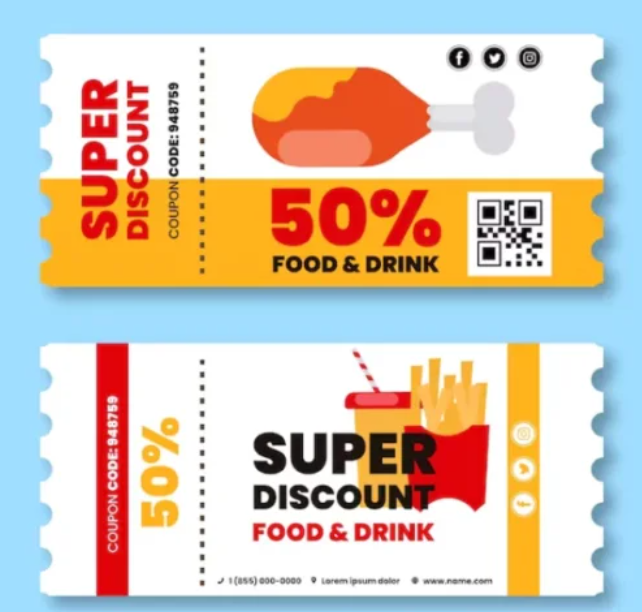 SUPER
DISCOUNT
COUPON CODE: 948759
50%
FOOD & DRINK
COUPON CODE: 948759
50%
SUPER
DISCOUNT
FOOD & DRINK
1 (855) 000-0000 Lorem ipsum dolor www.name.com